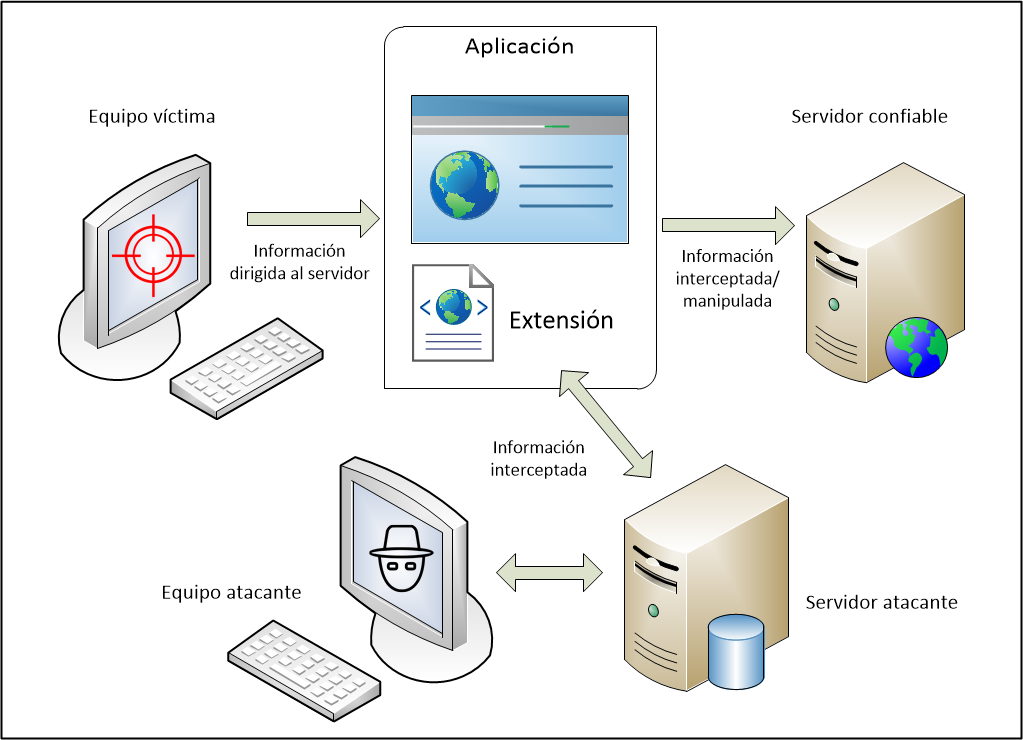 Aplicación
Equipo víctima
Servidor confiable
Información
dirigida al servidor
Información
interceptada/
manipulada
Extensión
Información
interceptada
Equipo atacante
Servidor atacante